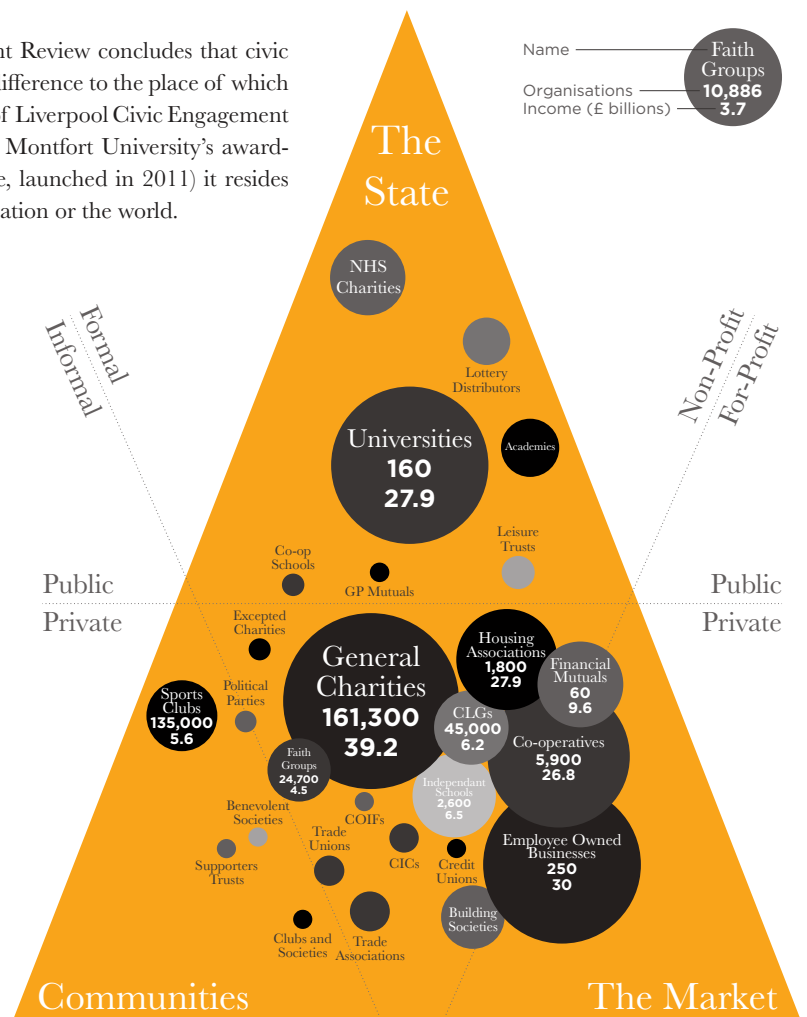 nt Review concludes that civic
ifference to the place of which
of Liverpool Civic Engagement
Montfort University’s award-
e, launched in 2011) it resides
ation or the world.
Name
Organisations
Income (£ billions)
Faith
Groups
10,886
3.7
The
State
NHS
Charities
Lottery
Distributors
Formal
Informal
Non-Profit
For-Profit
Universities
160
27.9
Academies
Leisure
Trusts
Co-op
Schools
GP Mutuals
Public
Private
Public
Private
Excepted
Charities
General
Charities
161,300
39.2
Housing
Associations
1,800
27.9
Financial
Mutuals
60
9.6
Sports
Clubs
135,000
5.6
Political
Parties
CLGs
45,000
6.2
Co-operatives
5,900
26.8
Faith
Groups
24,700
4.5
Independant
Schools
2,600
6.5
Benevolent
Societies
COIFs
Supporters
Trusts
Trade
Unions
CICs
Credit
Unions
Employee Owned
Businesses
250
30
Clubs and
Societies
Trade
Associations
Building
Societies
Communities
The Market